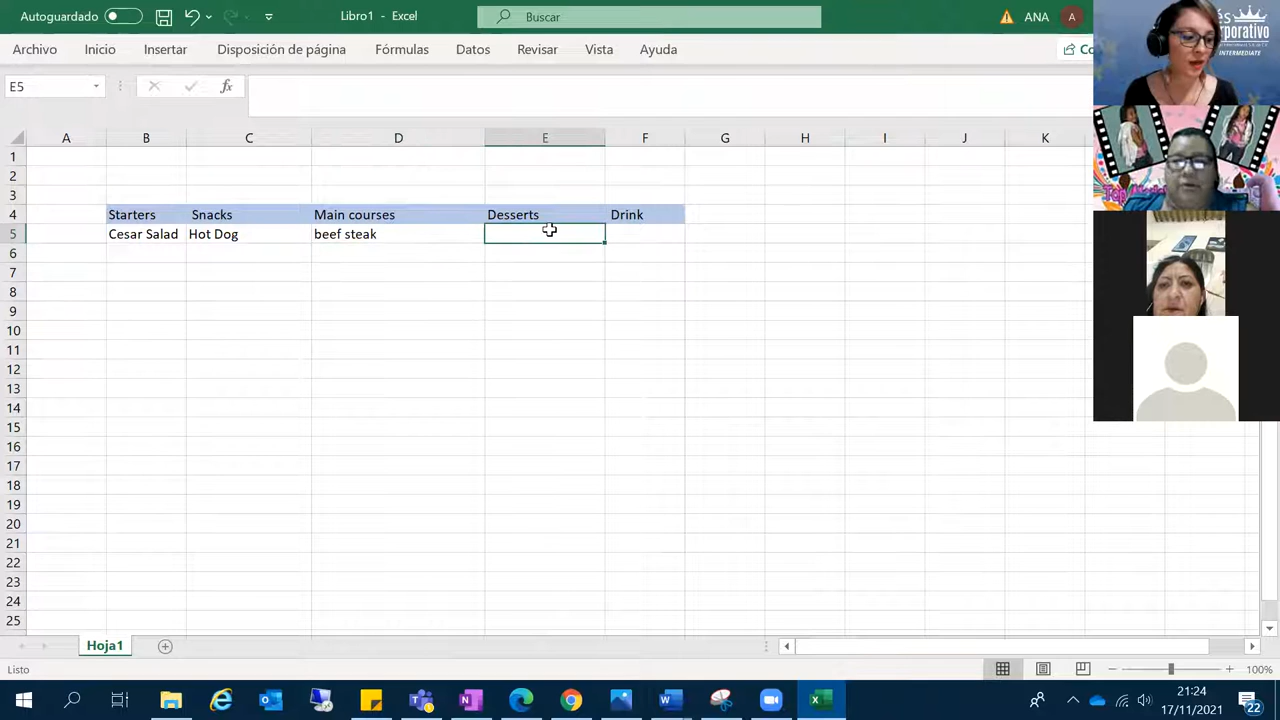 Autoguardado Libro1 - Excel Buscar ANA A
Archivo Inicio Insertar Disposición de página Fórmulas Datos Revisar Vista Ayuda
E5 fx
A B C D E F G H I J K
1
2
3
4 Starters Snacks Main courses Desserts Drink
5 Cesar Salad Hot Dog beef steak
6
7
8
9
10
11
12
13
14
15
16
17
18
19
20
21
22
23
24
25
Hoja1
Listo 100%
21:24
17/11/2021
22
INTERMEDIATE